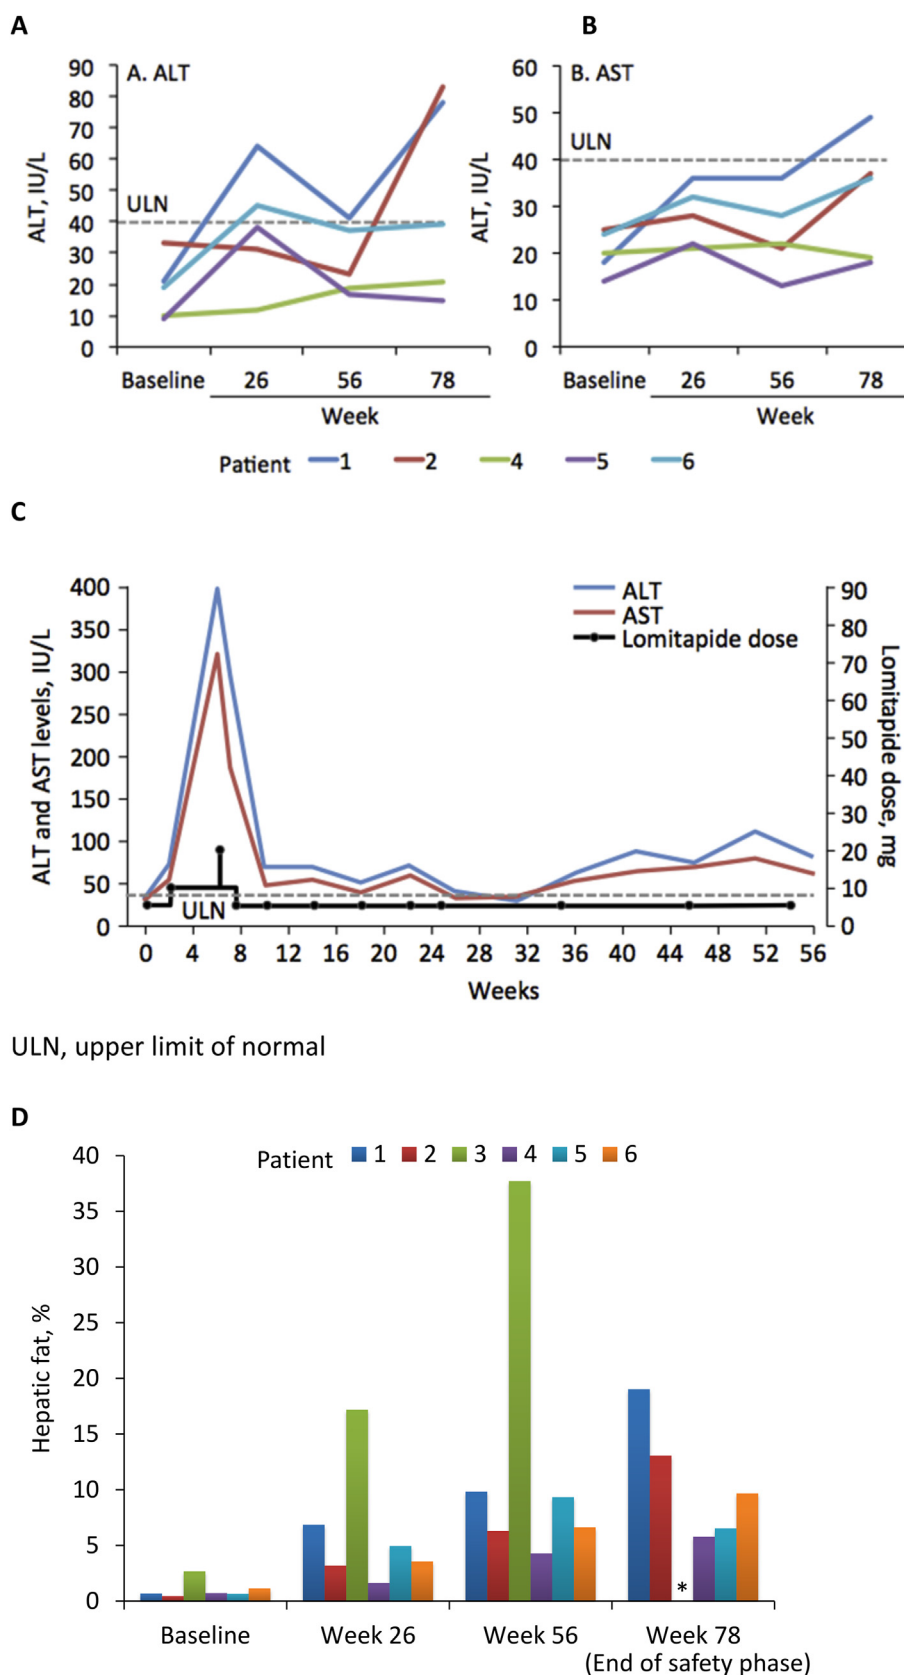 A
B
A. ALT
B. AST
ALT, IU/L
90
80
70
60
50
40
30
20
10
0
ULN
Baseline 26 56 78
Week
ALT, IU/L
60
50
40
30
20
10
0
ULN
Baseline 26 56 78
Week
Patient 1 2 4 5 6
C
ALT and AST levels, IU/L
400
350
300
250
200
150
100
50
0
ALT
AST
Lomitapide dose
90
80
70
60
50
40
30
20
10
0
Lomitapide dose, mg
ULN
0 4 8 12 16 20 24 28 32 36 40 44 48 52 56
Weeks
ULN, upper limit of normal
D
Patient 1 2 3 4 5 6
Hepatic fat, %
40
35
30
25
20
15
10
5
0
*
Baseline Week 26 Week 56 Week 78
(End of safety phase)